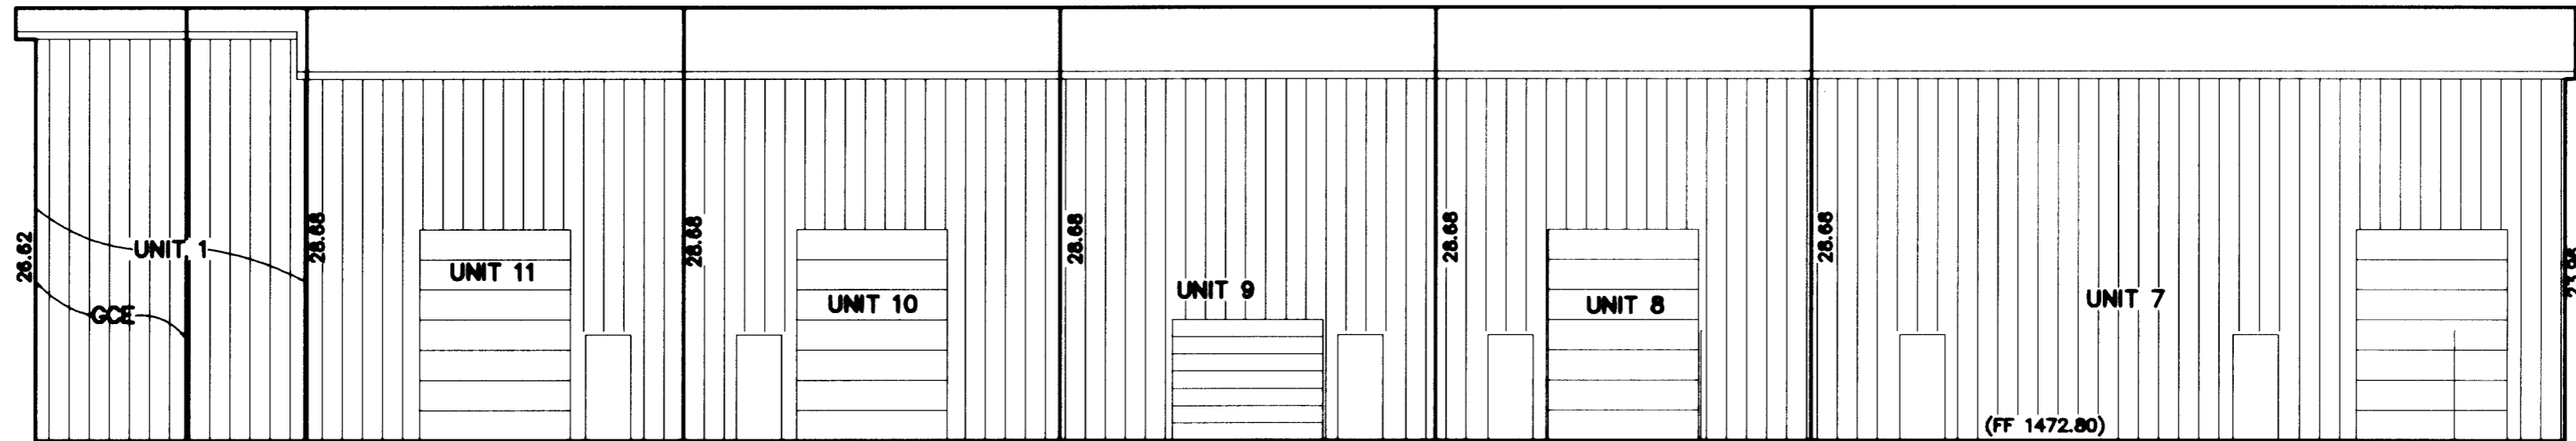 26.62
UNIT 1
GCE
28.68
UNIT 11
28.68
UNIT 10
28.68
UNIT 9
28.68
UNIT 8
28.68
UNIT 7
(FF 1472.80)